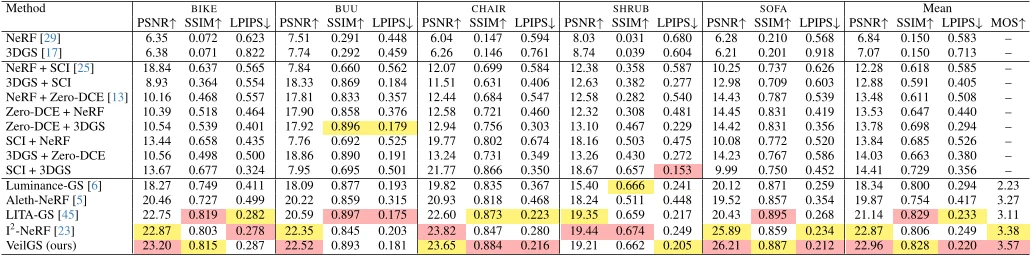 Method BIKE BUU CHAIR SHRUB SOFA Mean
PSNR↑ SSIM↑ LPIPS↓ PSNR↑ SSIM↑ LPIPS↓ PSNR↑ SSIM↑ LPIPS↓ PSNR↑ SSIM↑ LPIPS↓ PSNR↑ SSIM↑ LPIPS↓ PSNR↑ SSIM↑ LPIPS↓ MOS↑
NeRF [29] 6.35 0.072 0.623 7.51 0.291 0.448 6.04 0.147 0.594 8.03 0.031 0.680 6.28 0.210 0.568 6.84 0.150 0.583 –
3DGS [17] 6.38 0.071 0.822 7.74 0.292 0.459 6.26 0.146 0.761 8.74 0.039 0.604 6.21 0.201 0.918 7.07 0.150 0.713 –
NeRF + SCI [25] 18.84 0.637 0.565 7.84 0.660 0.562 12.07 0.699 0.584 12.38 0.358 0.587 10.25 0.737 0.626 12.28 0.618 0.585 –
3DGS + SCI 8.93 0.364 0.554 18.33 0.869 0.184 11.51 0.631 0.406 12.63 0.382 0.277 12.98 0.709 0.603 12.88 0.591 0.405 –
NeRF + Zero-DCE [13] 10.16 0.468 0.557 17.81 0.833 0.357 12.44 0.684 0.547 12.58 0.282 0.540 14.43 0.787 0.539 13.48 0.611 0.508 –
Zero-DCE + NeRF 10.39 0.518 0.464 17.90 0.858 0.376 12.58 0.721 0.460 12.32 0.308 0.481 14.45 0.831 0.419 13.53 0.647 0.440 –
Zero-DCE + 3DGS 10.54 0.539 0.401 17.92 0.896 0.179 12.94 0.756 0.303 13.10 0.467 0.229 14.42 0.831 0.356 13.78 0.698 0.294 –
SCI + NeRF 13.44 0.658 0.435 7.76 0.692 0.525 19.77 0.802 0.674 18.16 0.503 0.475 10.08 0.772 0.520 13.84 0.685 0.526 –
3DGS + Zero-DCE 10.56 0.498 0.500 18.86 0.890 0.191 13.24 0.731 0.349 13.26 0.430 0.272 14.23 0.767 0.586 14.03 0.663 0.380 –
SCI + 3DGS 13.67 0.677 0.324 7.95 0.695 0.501 21.77 0.866 0.350 18.67 0.657 0.153 9.99 0.750 0.452 14.41 0.729 0.356 –
Luminance-GS [6] 18.27 0.749 0.411 18.09 0.877 0.193 19.82 0.835 0.367 15.40 0.666 0.241 20.12 0.871 0.259 18.34 0.800 0.294 2.23
Aleth-NeRF [5] 20.46 0.727 0.499 20.22 0.859 0.315 20.93 0.818 0.468 18.24 0.511 0.448 19.52 0.857 0.354 19.87 0.754 0.417 3.27
LITA-GS [45] 22.75 0.819 0.282 20.59 0.897 0.175 22.60 0.873 0.223 19.35 0.659 0.217 20.43 0.895 0.268 21.14 0.829 0.233 3.11
I²-NeRF [23] 22.87 0.803 0.278 22.35 0.845 0.203 23.82 0.847 0.280 19.44 0.674 0.249 25.89 0.859 0.234 22.87 0.806 0.249 3.38
VeilGS (ours) 23.20 0.815 0.287 22.52 0.893 0.181 23.65 0.884 0.216 19.21 0.662 0.205 26.21 0.887 0.212 22.96 0.828 0.220 3.57